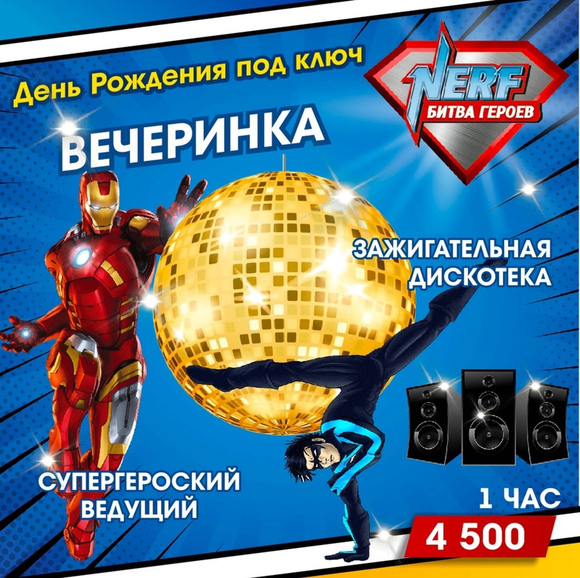 День Рождения под ключ
ВЕЧЕРИНКА
NERF
БИТВА ГЕРОЕВ
ЗАЖИГАТЕЛЬНАЯ
ДИСКОТЕКА
СУПЕРГЕРОСКИЙ
ВЕДУЩИЙ
1 ЧАС
4 500